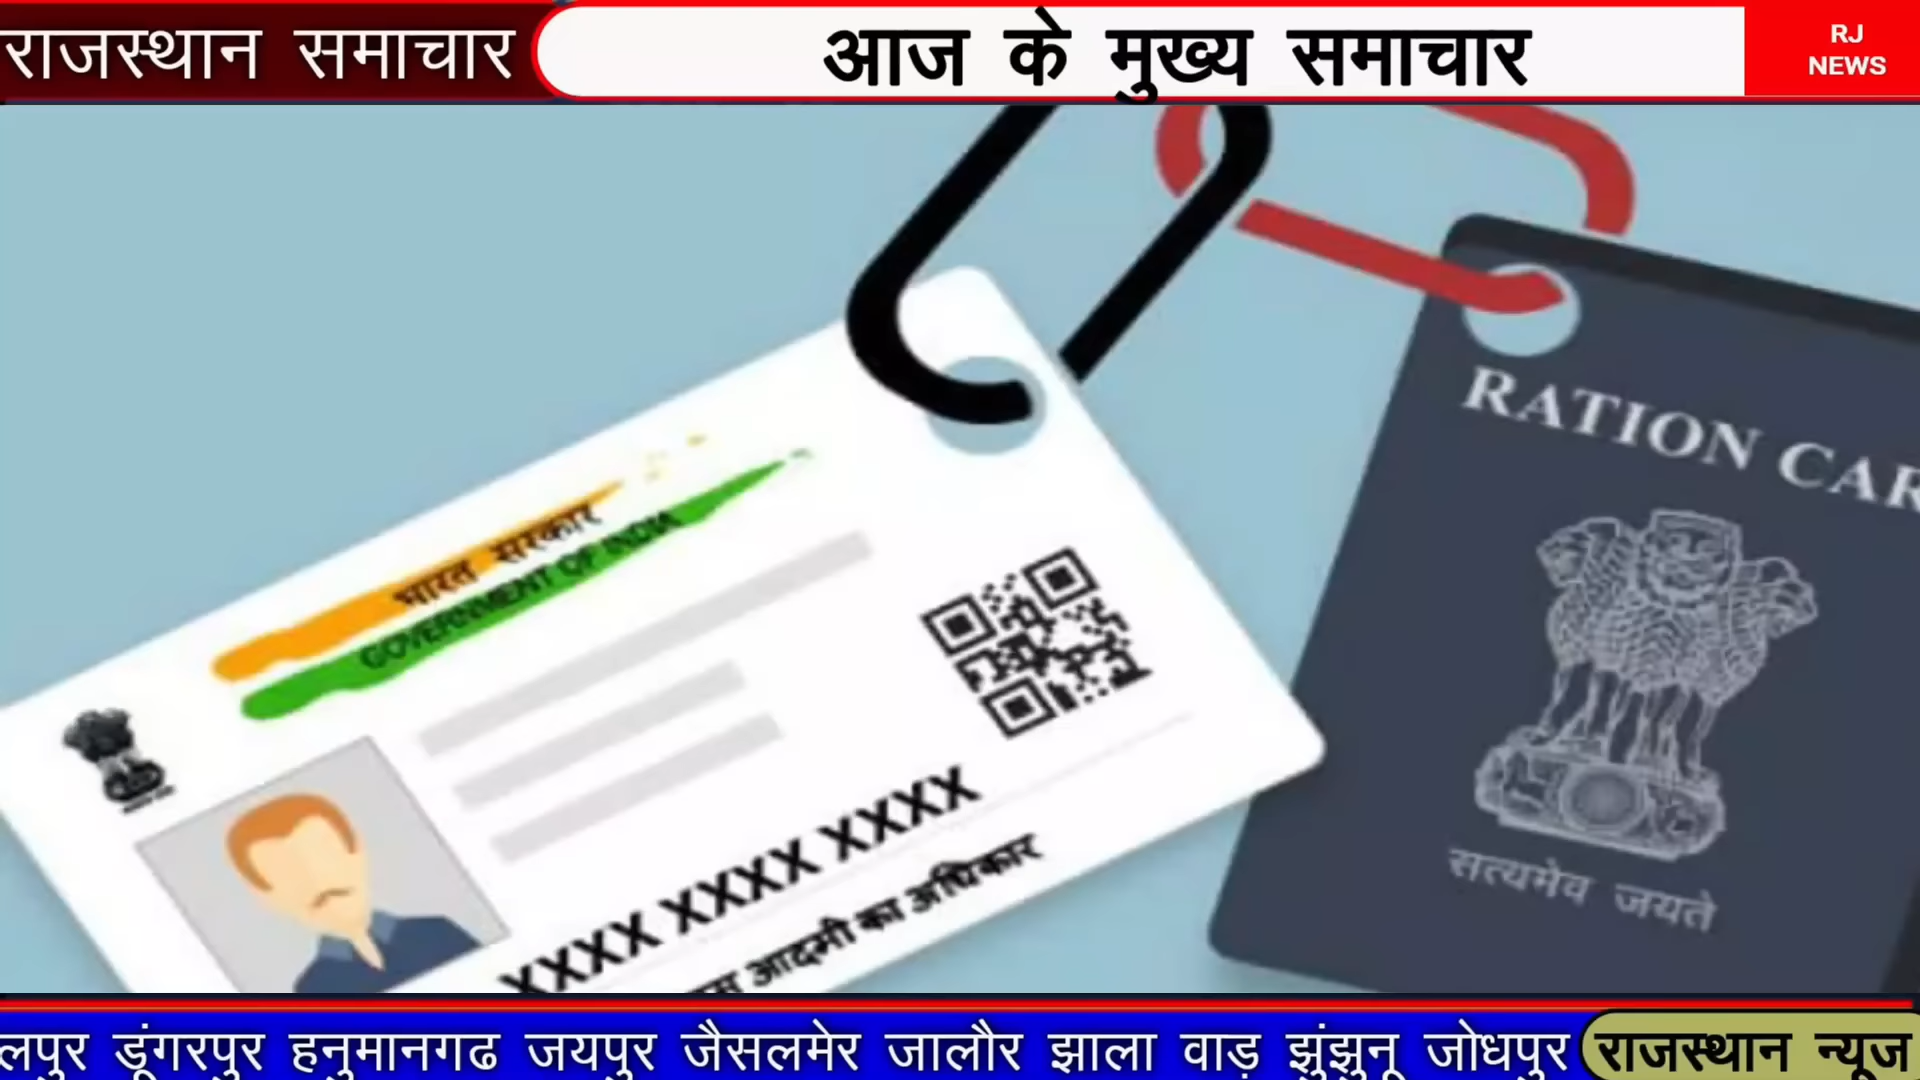 राजस्थान समाचार
आज के मुख्य समाचार
RJ
NEWS
RATION CAR
भारत सरकार
GOVERNMENT OF INDIA
XXXX XXXX XXXX
आदमी का अधिकार
सत्यमेव जयते
डूंगरपुर हनुमानगढ जयपुर जैसलमेर जालौर झाला वाड़ झुंझुनू जोधपुर
राजस्थान न्यूज